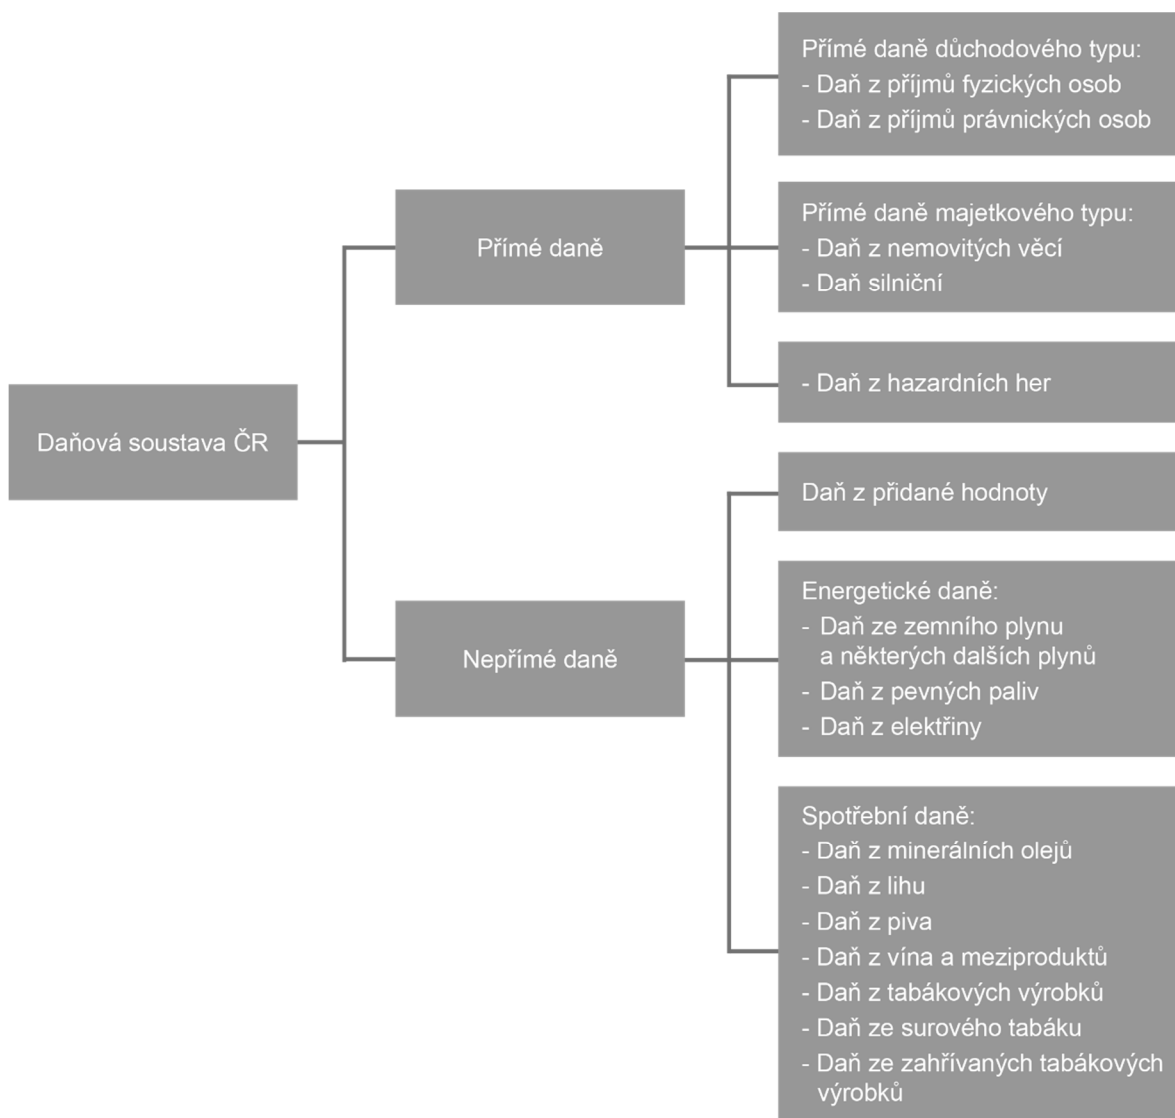 Daňová soustava ČR
Přímé daně
Přímé daně důchodového typu:
- Daň z příjmů fyzických osob
- Daň z příjmů právnických osob
Přímé daně majetkového typu:
- Daň z nemovitých věcí
- Daň silniční
- Daň z hazardních her
Nepřímé daně
Daň z přidané hodnoty
Energetické daně:
- Daň ze zemního plynu
a některých dalších plynů
- Daň z pevných paliv
- Daň z elektřiny
Spotřební daně:
- Daň z minerálních olejů
- Daň z lihu
- Daň z piva
- Daň z vína a meziproduktů
- Daň z tabákových výrobků
- Daň ze surového tabáku
- Daň ze zahřívaných tabákových
výrobků